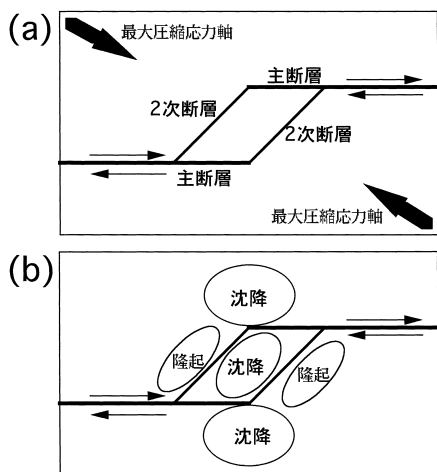 (a)
最大圧縮応力軸
主断層
2次断層
2次断層
主断層
最大圧縮応力軸
(b)
沈降
隆起
沈降
隆起
沈降